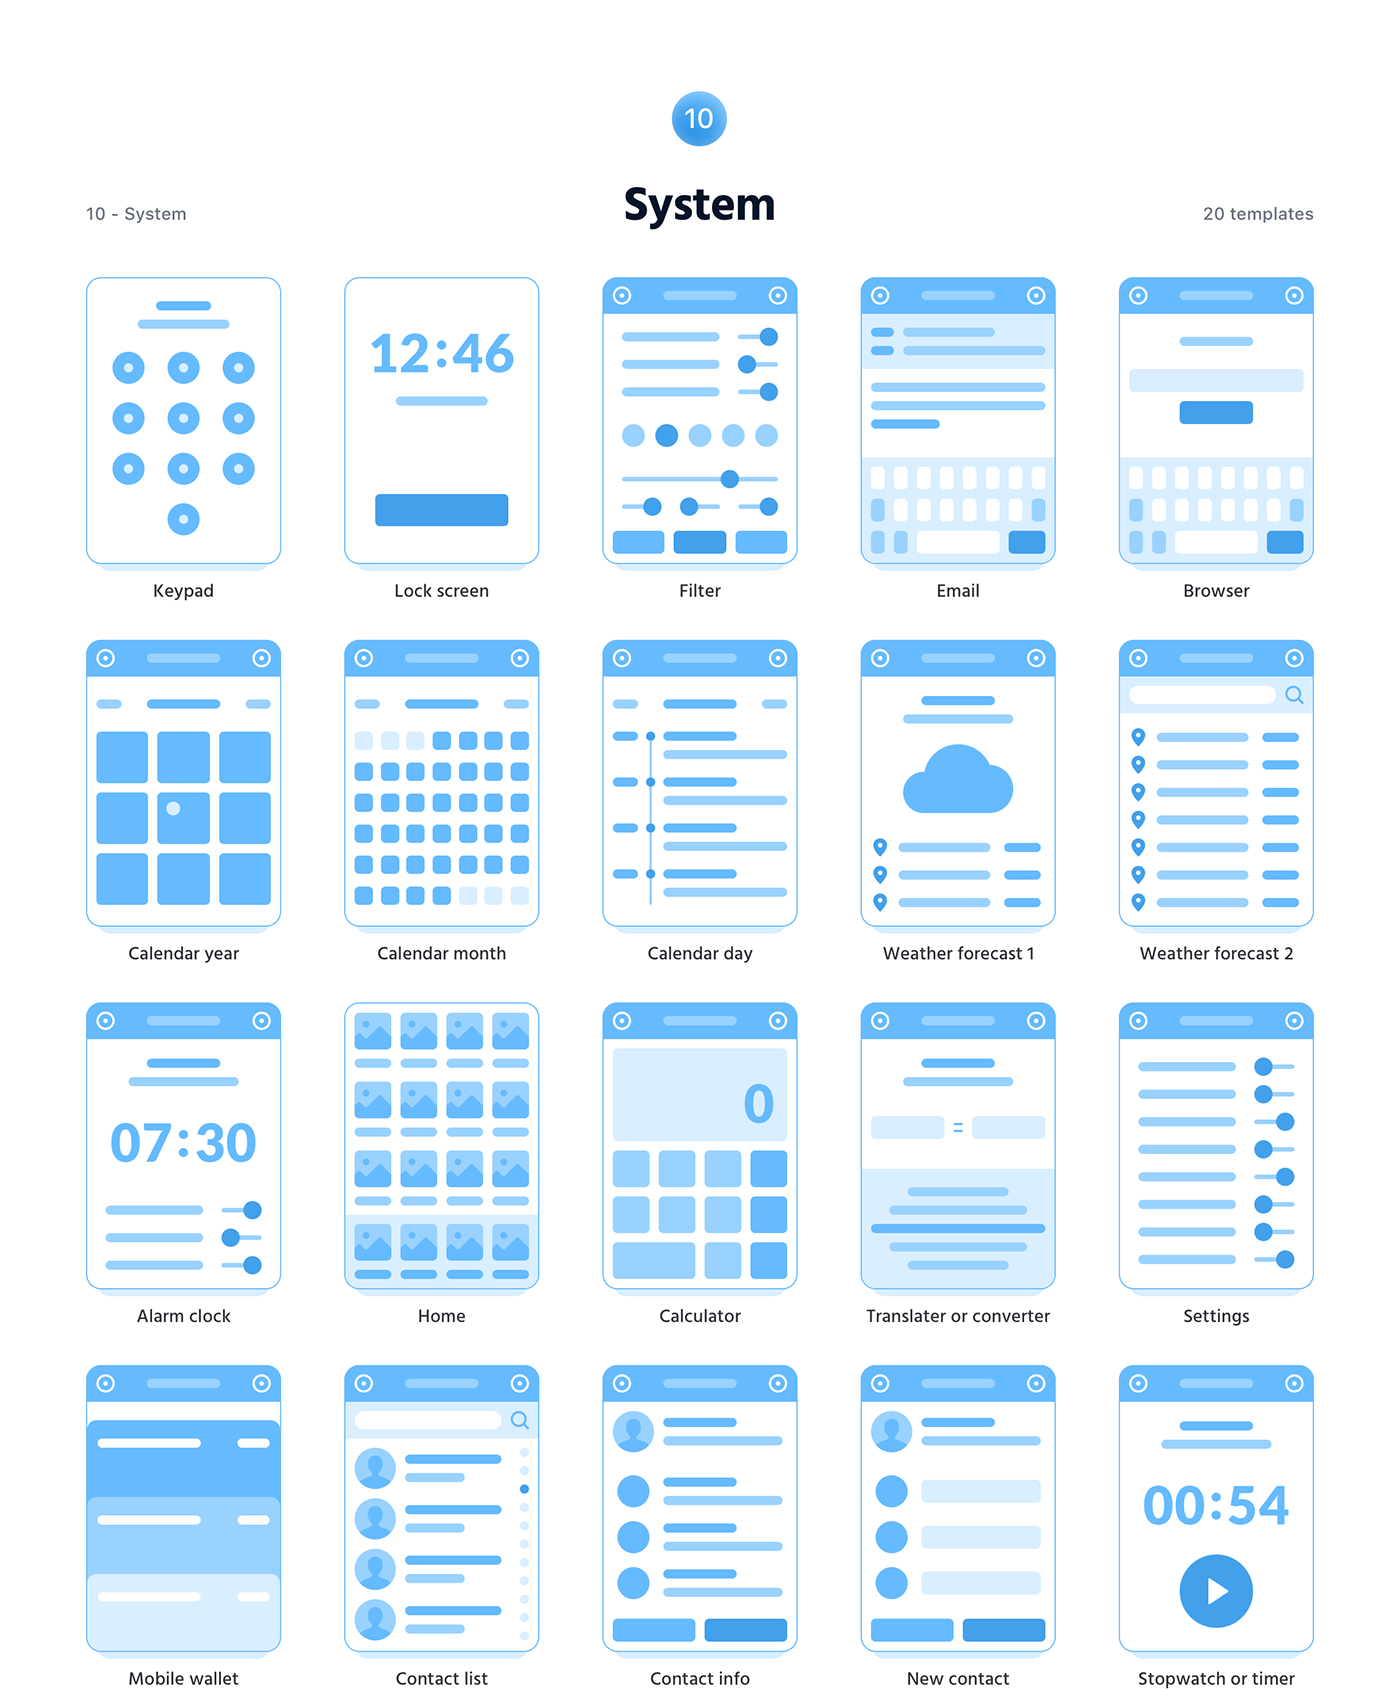 10
System
10 - System
20 templates
12:46
Keypad
Lock screen
Filter
Email
Browser
Calendar year
Calendar month
Calendar day
Weather forecast 1
Weather forecast 2
07:30
0
=
Alarm clock
Home
Calculator
Translater or converter
Settings
00:54
Mobile wallet
Contact list
Contact info
New contact
Stopwatch or timer